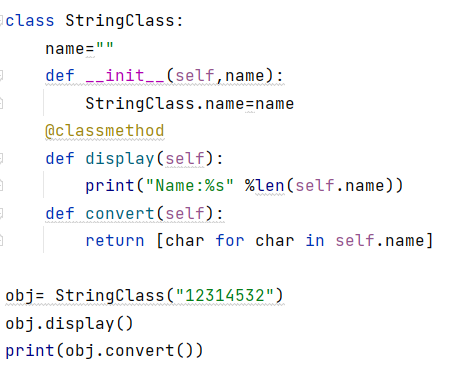 class StringClass:
    name=""
    def __init__(self,name):
        StringClass.name=name
    @classmethod
    def display(self):
        print("Name:%s" %len(self.name))
    def convert(self):
        return [char for char in self.name]

obj= StringClass("12314532")
obj.display()
print(obj.convert())